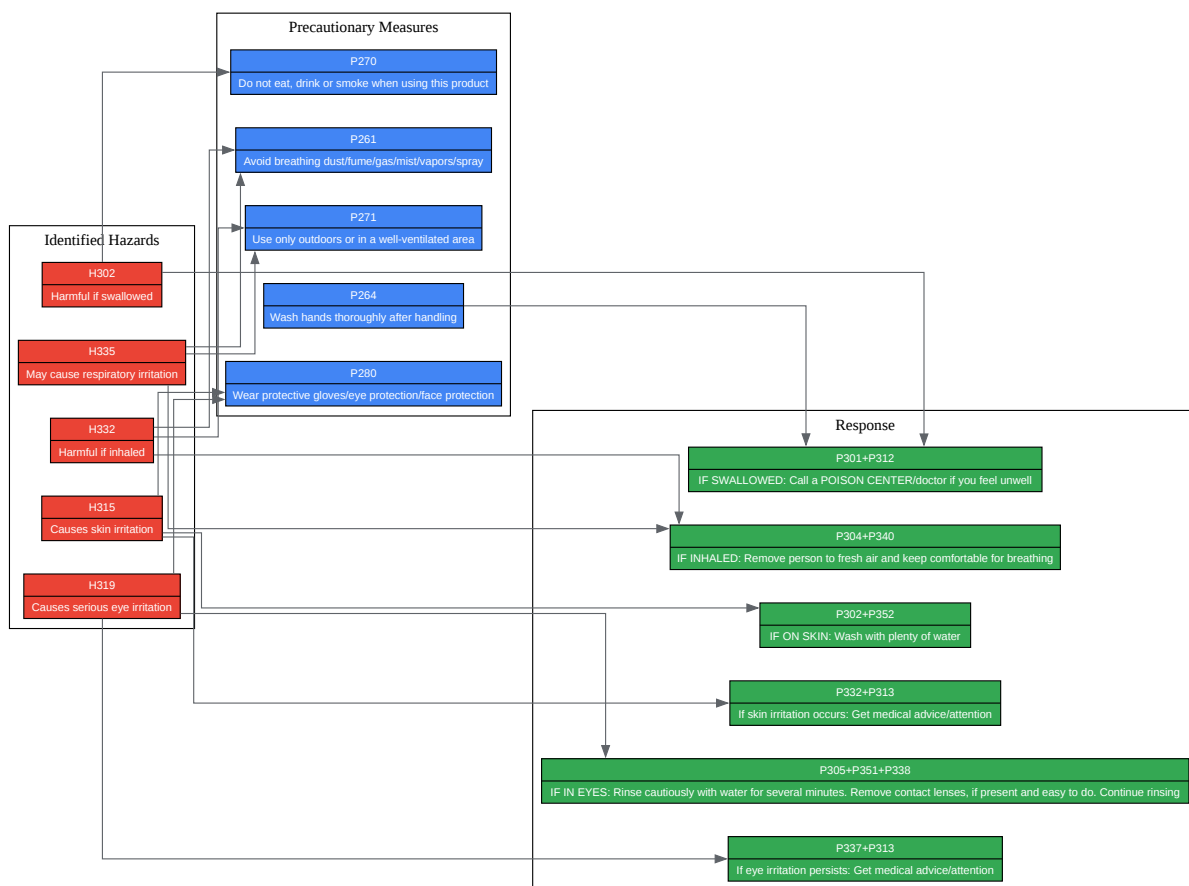 Precautionary Measures
P270
Do not eat, drink or smoke when using this product
P261
Avoid breathing dust/fume/gas/mist/vapors/spray
P271
Use only outdoors or in a well-ventilated area
P264
Wash hands thoroughly after handling
P280
Wear protective gloves/eye protection/face protection
Identified Hazards
H302
Harmful if swallowed
H335
May cause respiratory irritation
H332
Harmful if inhaled
H315
Causes skin irritation
H319
Causes serious eye irritation
Response
P301+P312
IF SWALLOWED: Call a POISON CENTER/doctor if you feel unwell
P304+P340
IF INHALED: Remove person to fresh air and keep comfortable for breathing
P302+P352
IF ON SKIN: Wash with plenty of water
P332+P313
If skin irritation occurs: Get medical advice/attention
P305+P351+P338
IF IN EYES: Rinse cautiously with water for several minutes. Remove contact lenses, if present and easy to do. Continue rinsing
P337+P313
If eye irritation persists: Get medical advice/attention